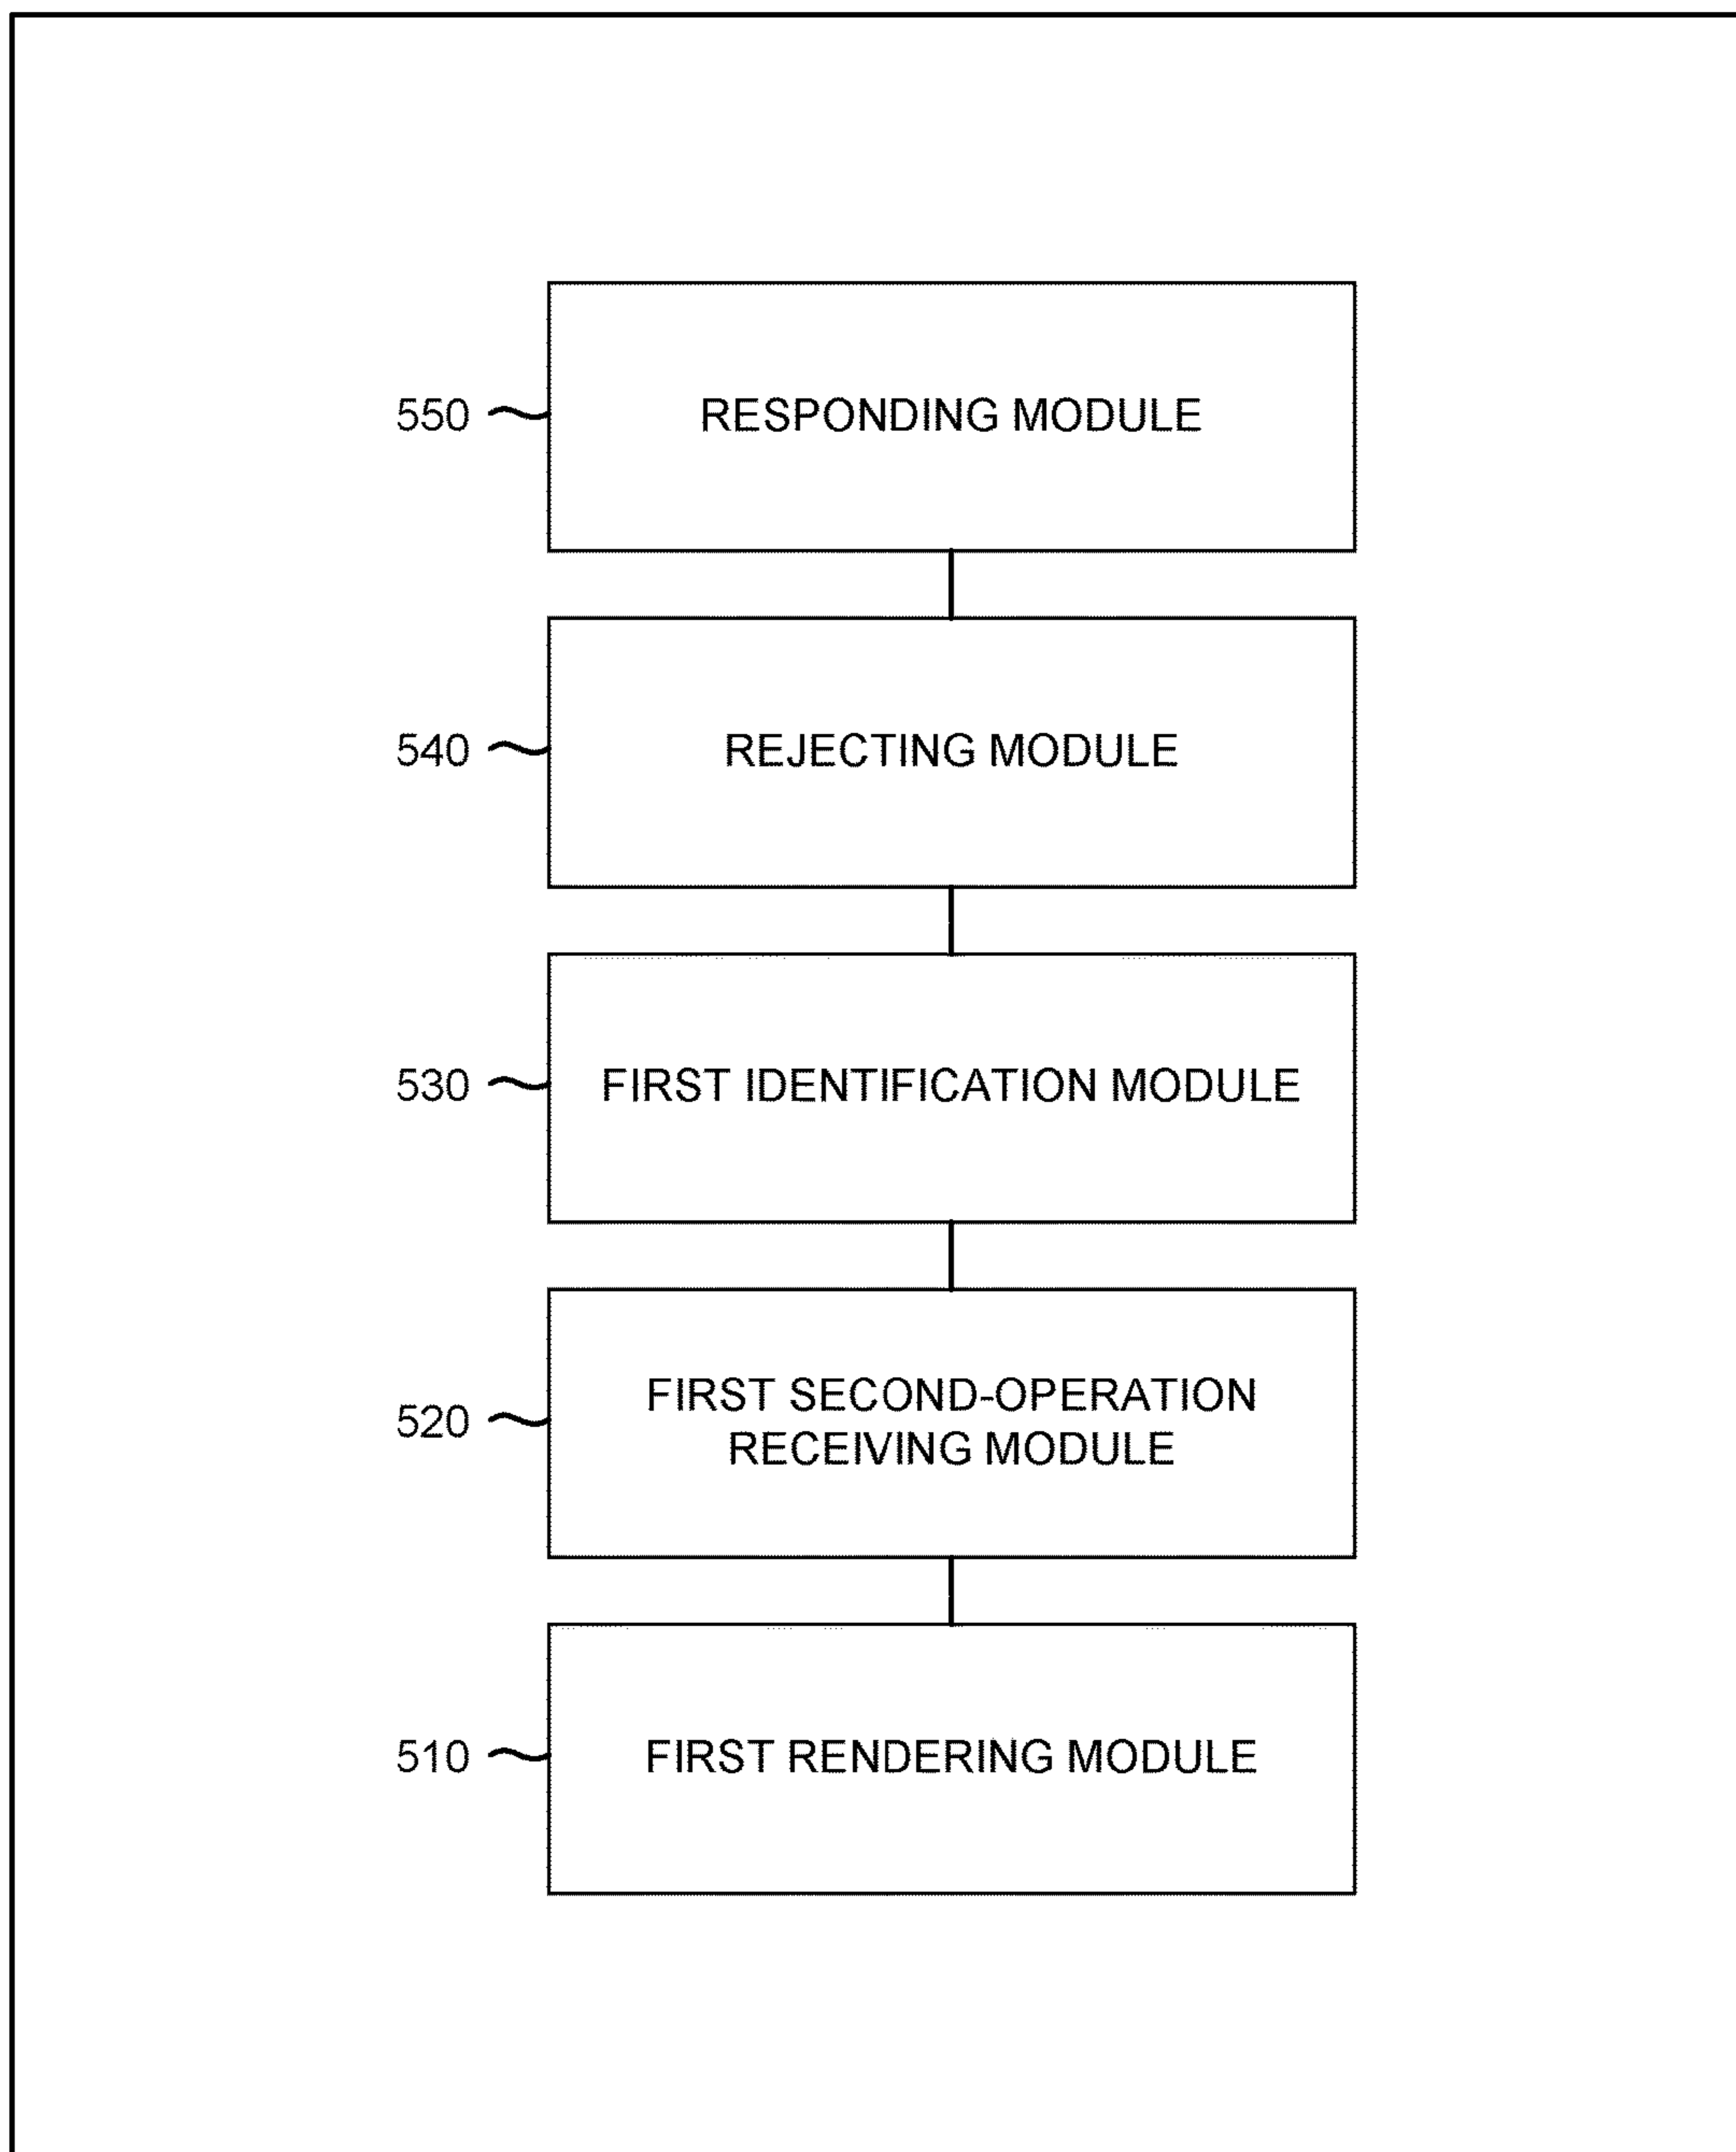 550 RESPONDING MODULE
540 REJECTING MODULE
530 FIRST IDENTIFICATION MODULE
FIRST SECOND-OPERATION
520 RECEIVING MODULE
510 FIRST RENDERING MODULE